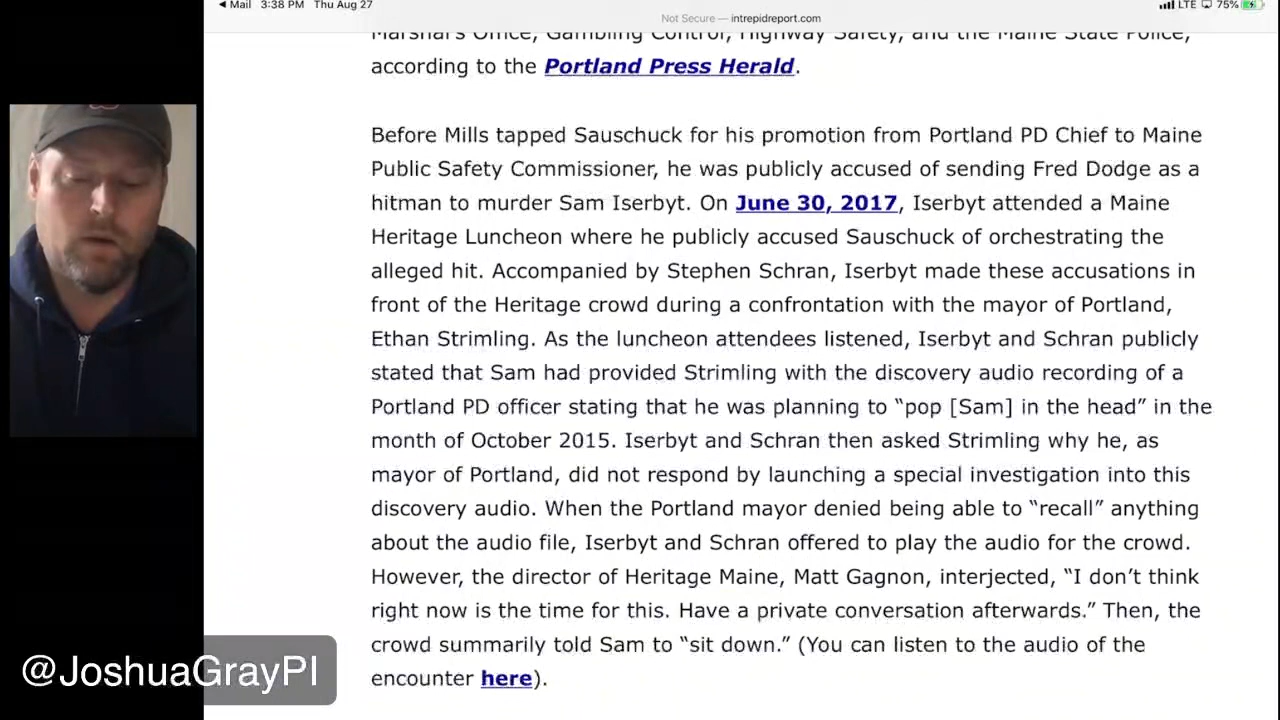 Mail 3:38 PM Thu Aug 27
LTE 75%
Not Secure — intrepidreport.com
Marshal's Office, Gambling Control, Highway Safety, and the Maine State Police,
according to the Portland Press Herald.
Before Mills tapped Sauschuck for his promotion from Portland PD Chief to Maine
Public Safety Commissioner, he was publicly accused of sending Fred Dodge as a
hitman to murder Sam Iserbyt. On June 30, 2017, Iserbyt attended a Maine
Heritage Luncheon where he publicly accused Sauschuck of orchestrating the
alleged hit. Accompanied by Stephen Schran, Iserbyt made these accusations in
front of the Heritage crowd during a confrontation with the mayor of Portland,
Ethan Strimling. As the luncheon attendees listened, Iserbyt and Schran publicly
stated that Sam had provided Strimling with the discovery audio recording of a
Portland PD officer stating that he was planning to “pop [Sam] in the head” in the
month of October 2015. Iserbyt and Schran then asked Strimling why he, as
mayor of Portland, did not respond by launching a special investigation into this
discovery audio. When the Portland mayor denied being able to “recall” anything
about the audio file, Iserbyt and Schran offered to play the audio for the crowd.
However, the director of Heritage Maine, Matt Gagnon, interjected, “I don’t think
right now is the time for this. Have a private conversation afterwards.” Then, the
crowd summarily told Sam to “sit down.” (You can listen to the audio of the
encounter here).
@JoshuaGrayPI